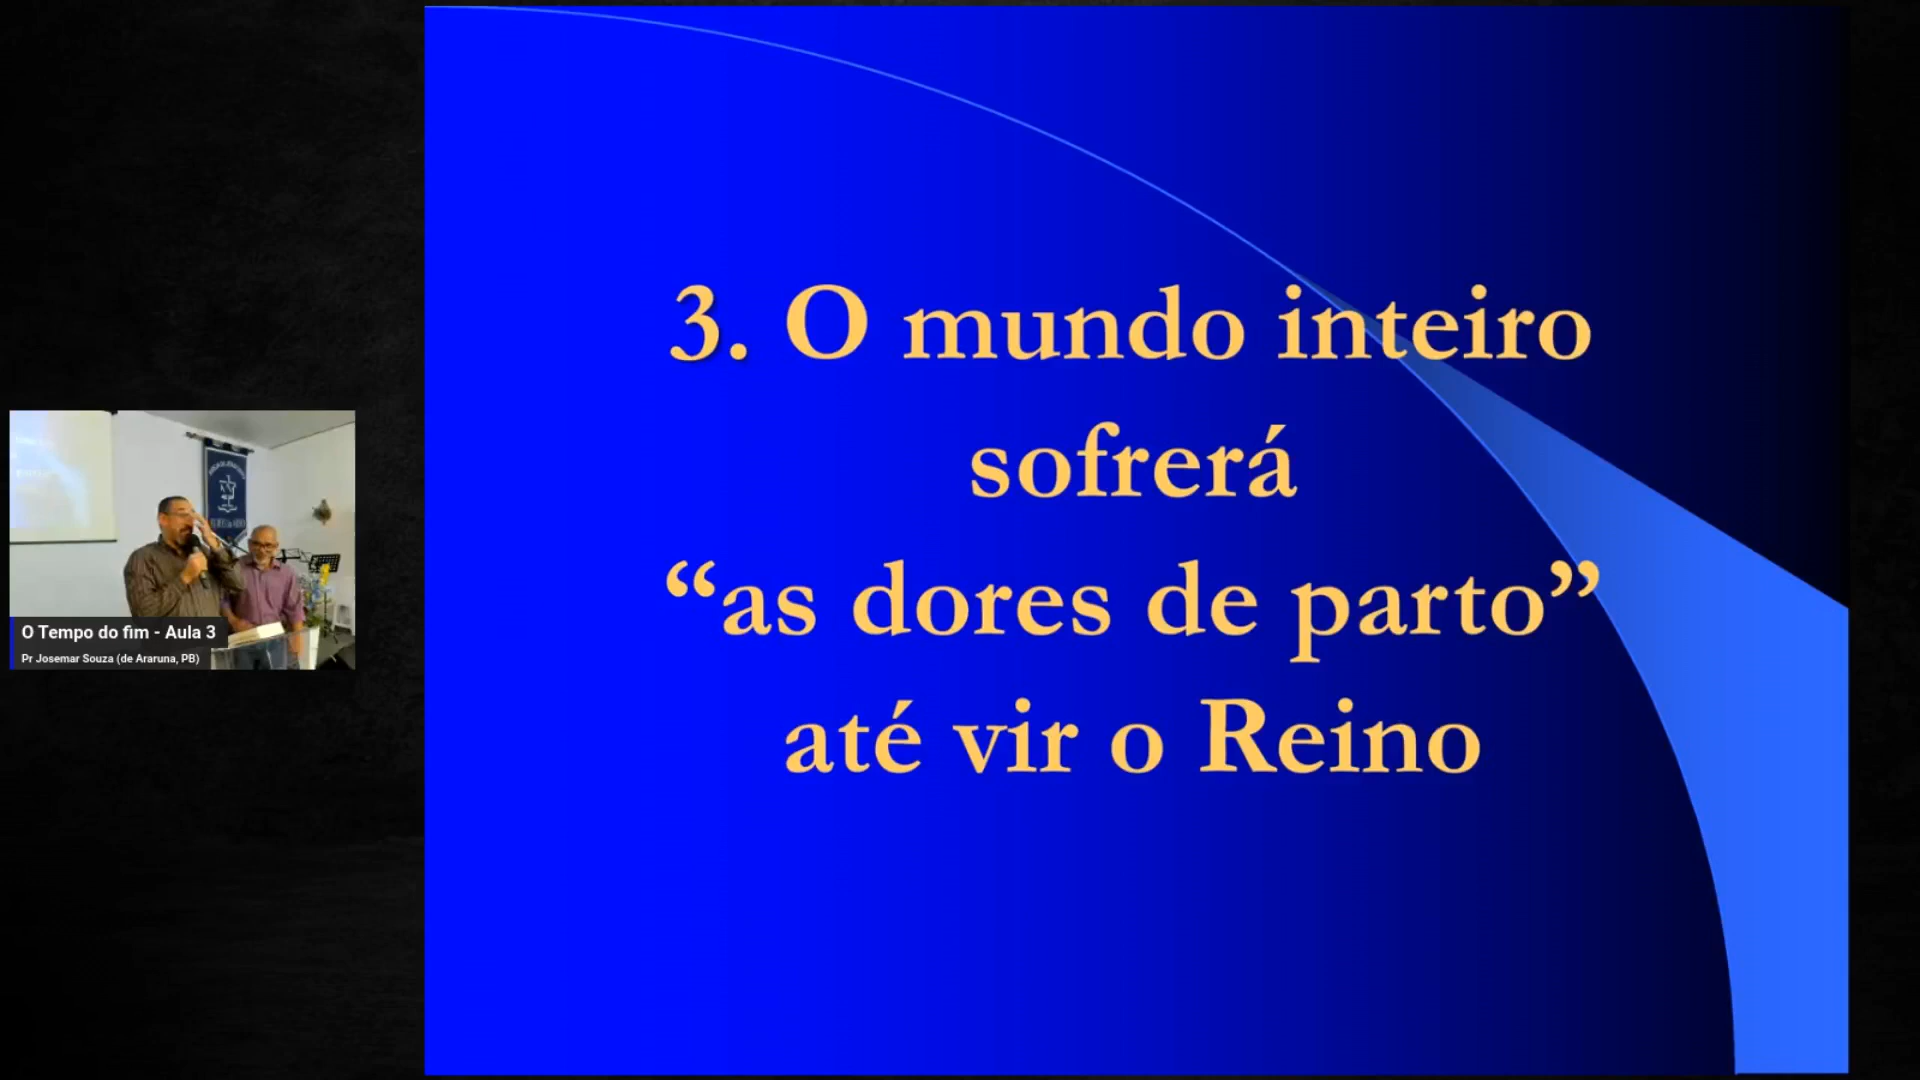 3. O mundo inteiro
sofrerá
“as dores de parto”
até vir o Reino
O Tempo do fim - Aula 3
Pr Josemar Souza (de Araruna, PB)